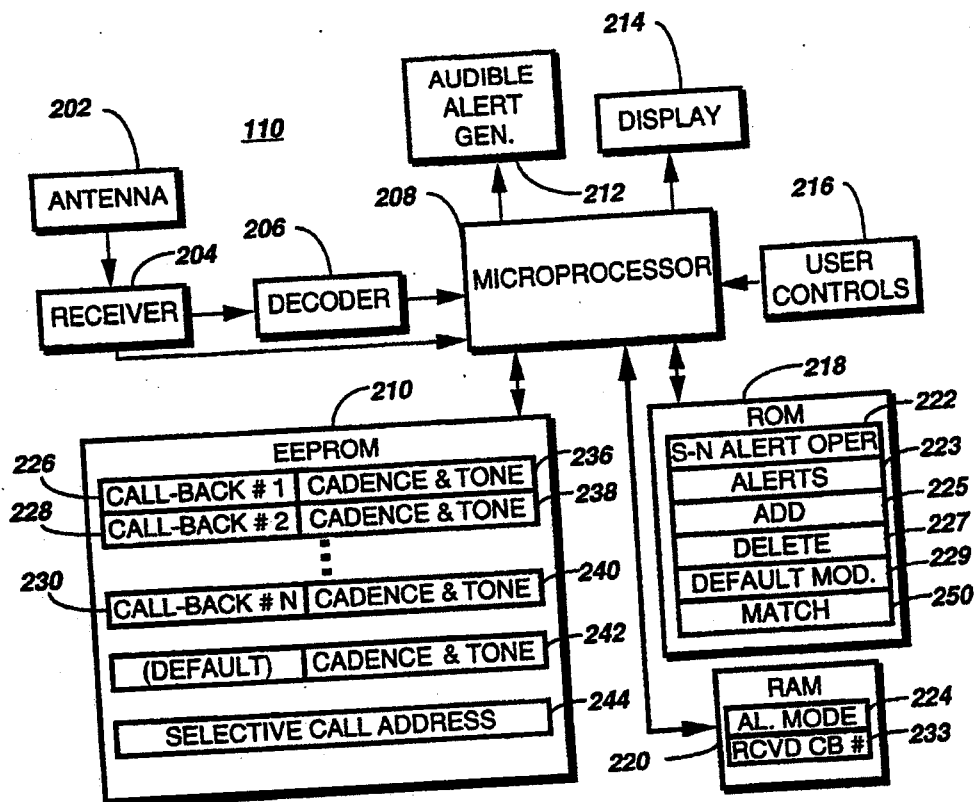 214
202
AUDIBLE
ALERT
GEN.
DISPLAY
110
ANTENNA
212
208
216
206
204
MICROPROCESSOR
USER
CONTROLS
RECEIVER
DECODER
210
218
EEPROM
ROM
222
226
CALL-BACK # 1
CADENCE & TONE
236
S-N ALERT OPER
223
228
CALL-BACK # 2
CADENCE & TONE
238
ALERTS
225
ADD
227
DELETE
229
230
CALL-BACK # N
CADENCE & TONE
240
DEFAULT MOD.
250
MATCH
(DEFAULT)
CADENCE & TONE
242
SELECTIVE CALL ADDRESS
244
RAM
224
AL. MODE
220
RCVD CB #
233